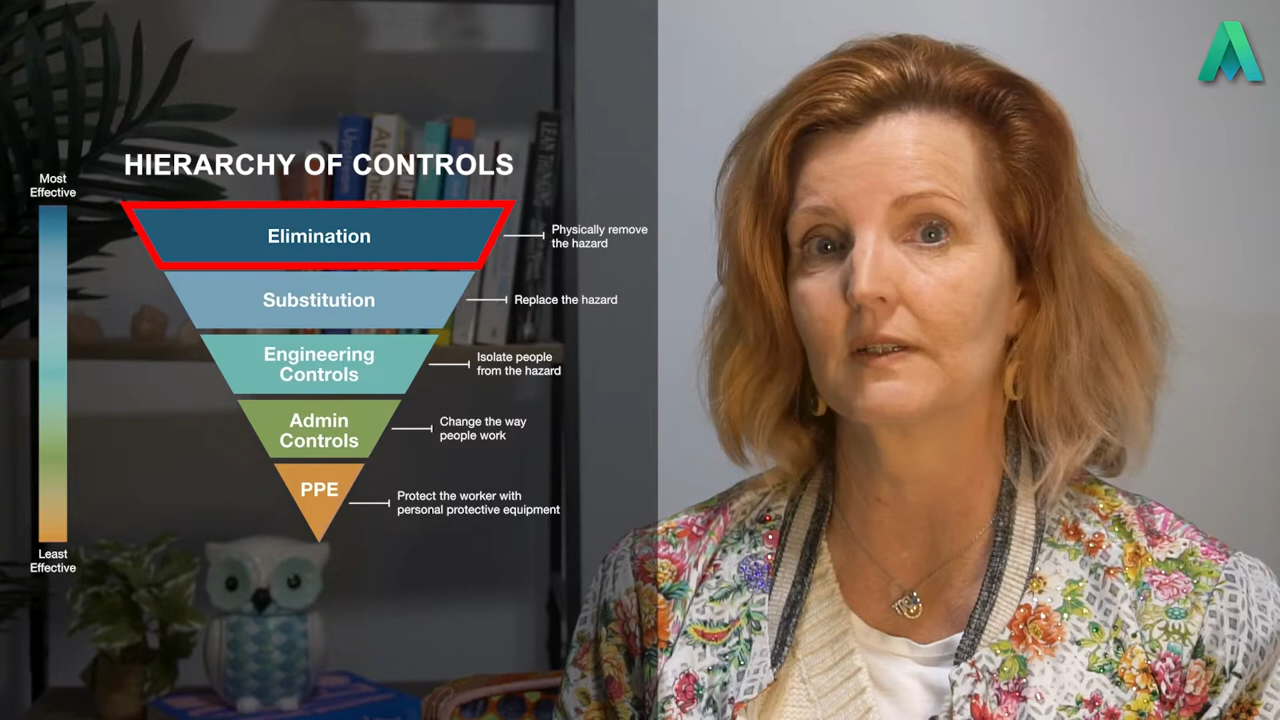 HIERARCHY OF CONTROLS
Most
Effective
Elimination
Physically remove
the hazard
Substitution
Replace the hazard
Engineering
Controls
Isolate people
from the hazard
Admin
Controls
Change the way
people work
PPE
Protect the worker with
personal protective equipment
Least
Effective